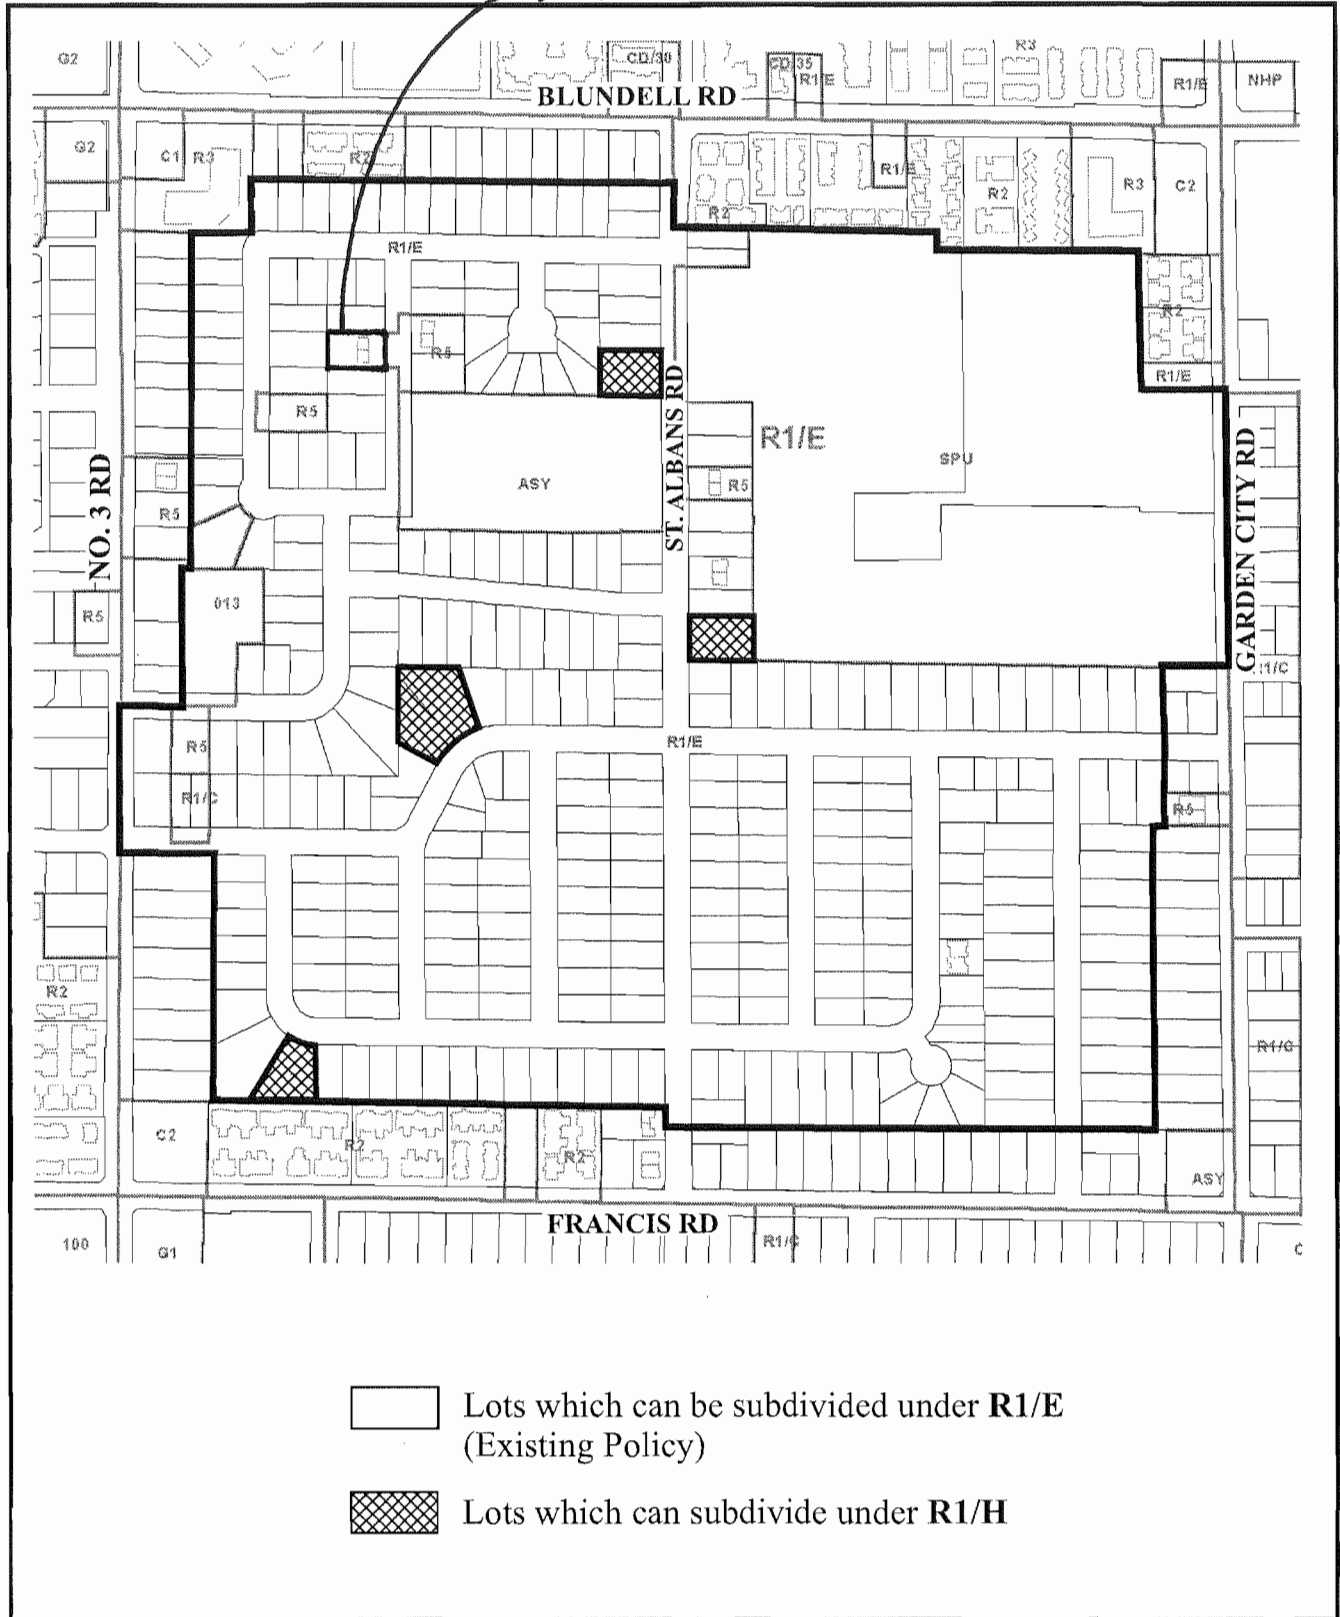 G2
CD/30
CD/35
R1/E
R3
R1/E
NHP
BLUNDELL RD
G2
C1
R3
R2
R1/E
R2
R2
R3
C2
R1/E
R2
R5
R1/E
R5
ST. ALBANS RD
R1/E
SPU
GARDEN CITY RD
NO. 3 RD
ASY
R5
R5
013
R5
R1/C
R5
R1/E
R1/C
R5
R2
R1/C
C2
R2
R2
ASY
FRANCIS RD
100
G1
R1/C
C
Lots which can be subdivided under R1/E
(Existing Policy)
Lots which can subdivide under R1/H